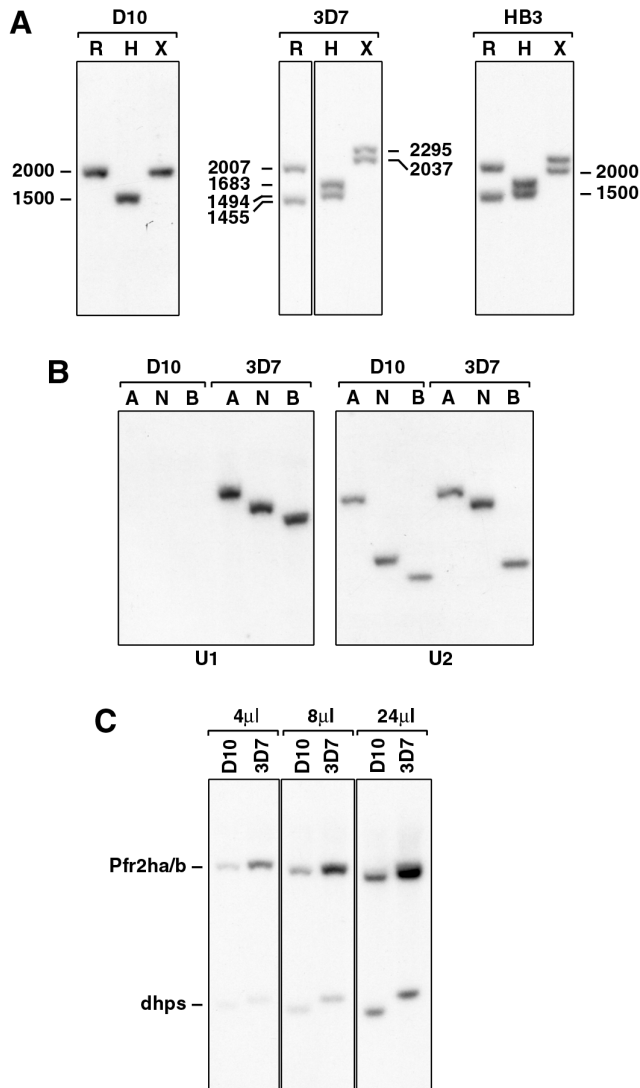 A
D10 3D7 HB3
R H X R H X R H X
2000 –
1500 –
2007 –
1683 –
1494
1455
– 2295
2037
– 2000
– 1500
B
D10 3D7 D10 3D7
A N B A N B A N B A N B
U1 U2
C
4µl 8µl 24µl
D10 3D7 D10 3D7 D10 3D7
Pfr2ha/b –
dhps –